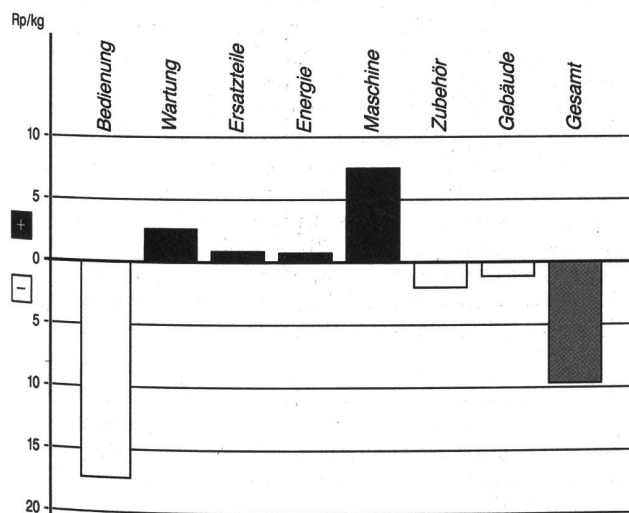 Rp/kg
Bedienung
Wartung
Ersatzteile
Energie
Maschine
Zubehör
Gebäude
Gesamt
10
5
+
0
−
5
10
15
20